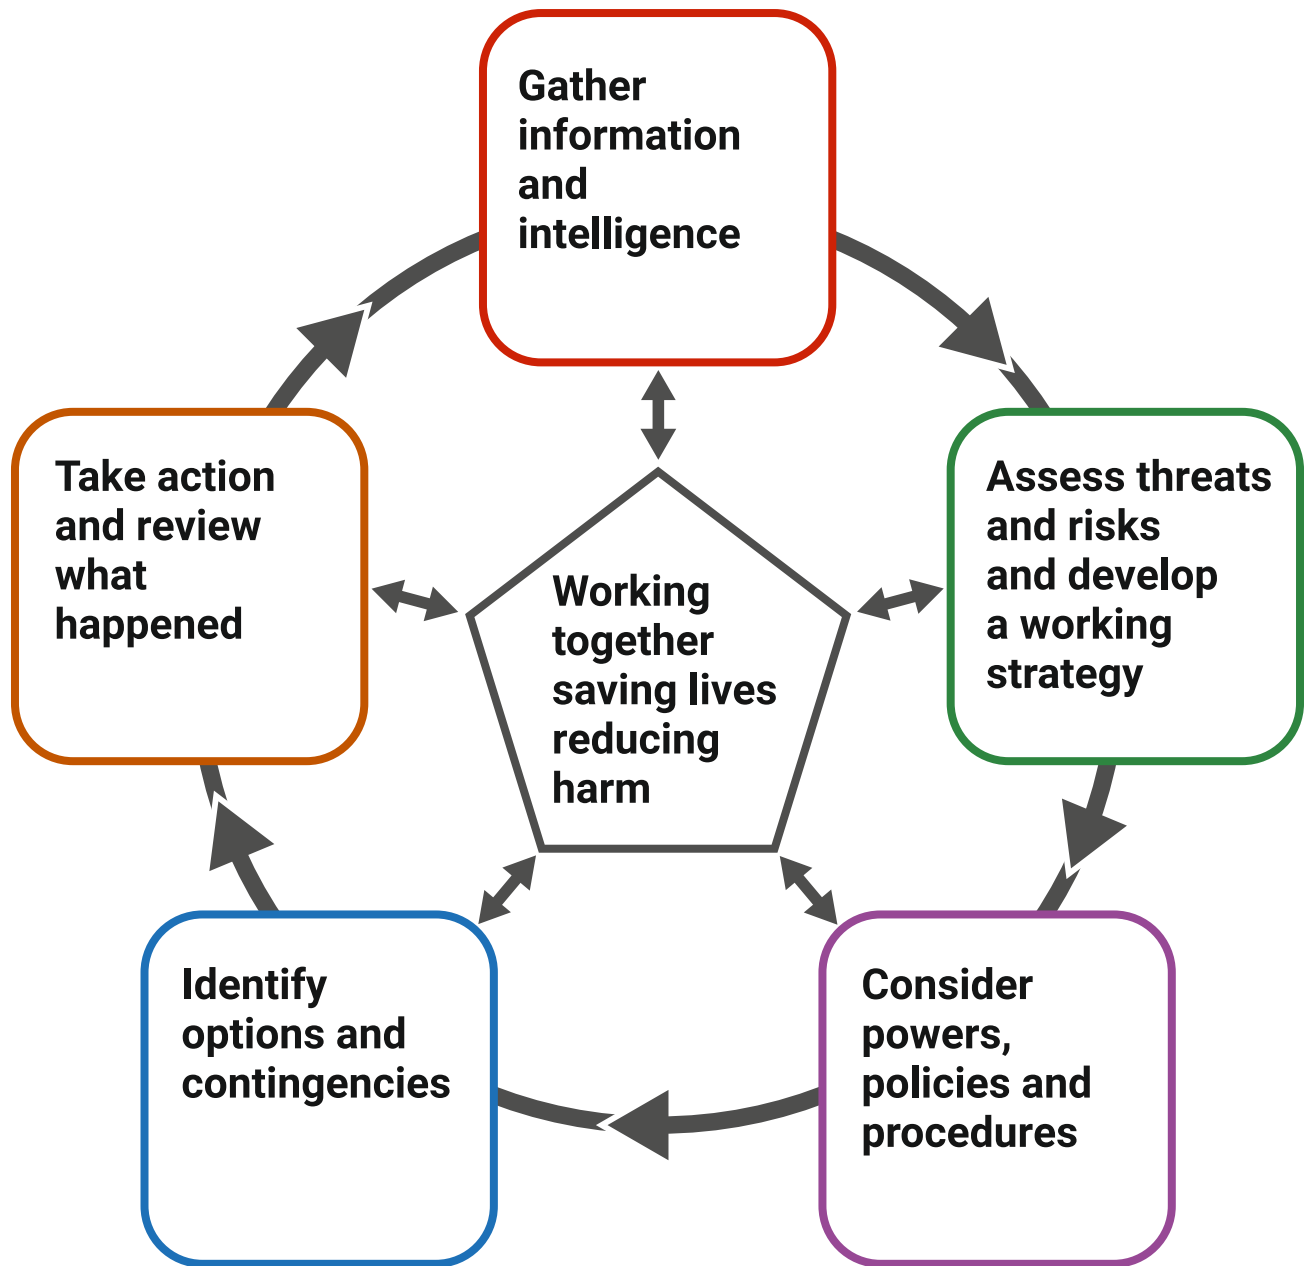 Gather
information
and
intelligence
Assess threats
and risks
and develop
a working
strategy
Consider
powers,
policies and
procedures
Identify
options and
contingencies
Take action
and review
what
happened
Working
together
saving lives
reducing
harm